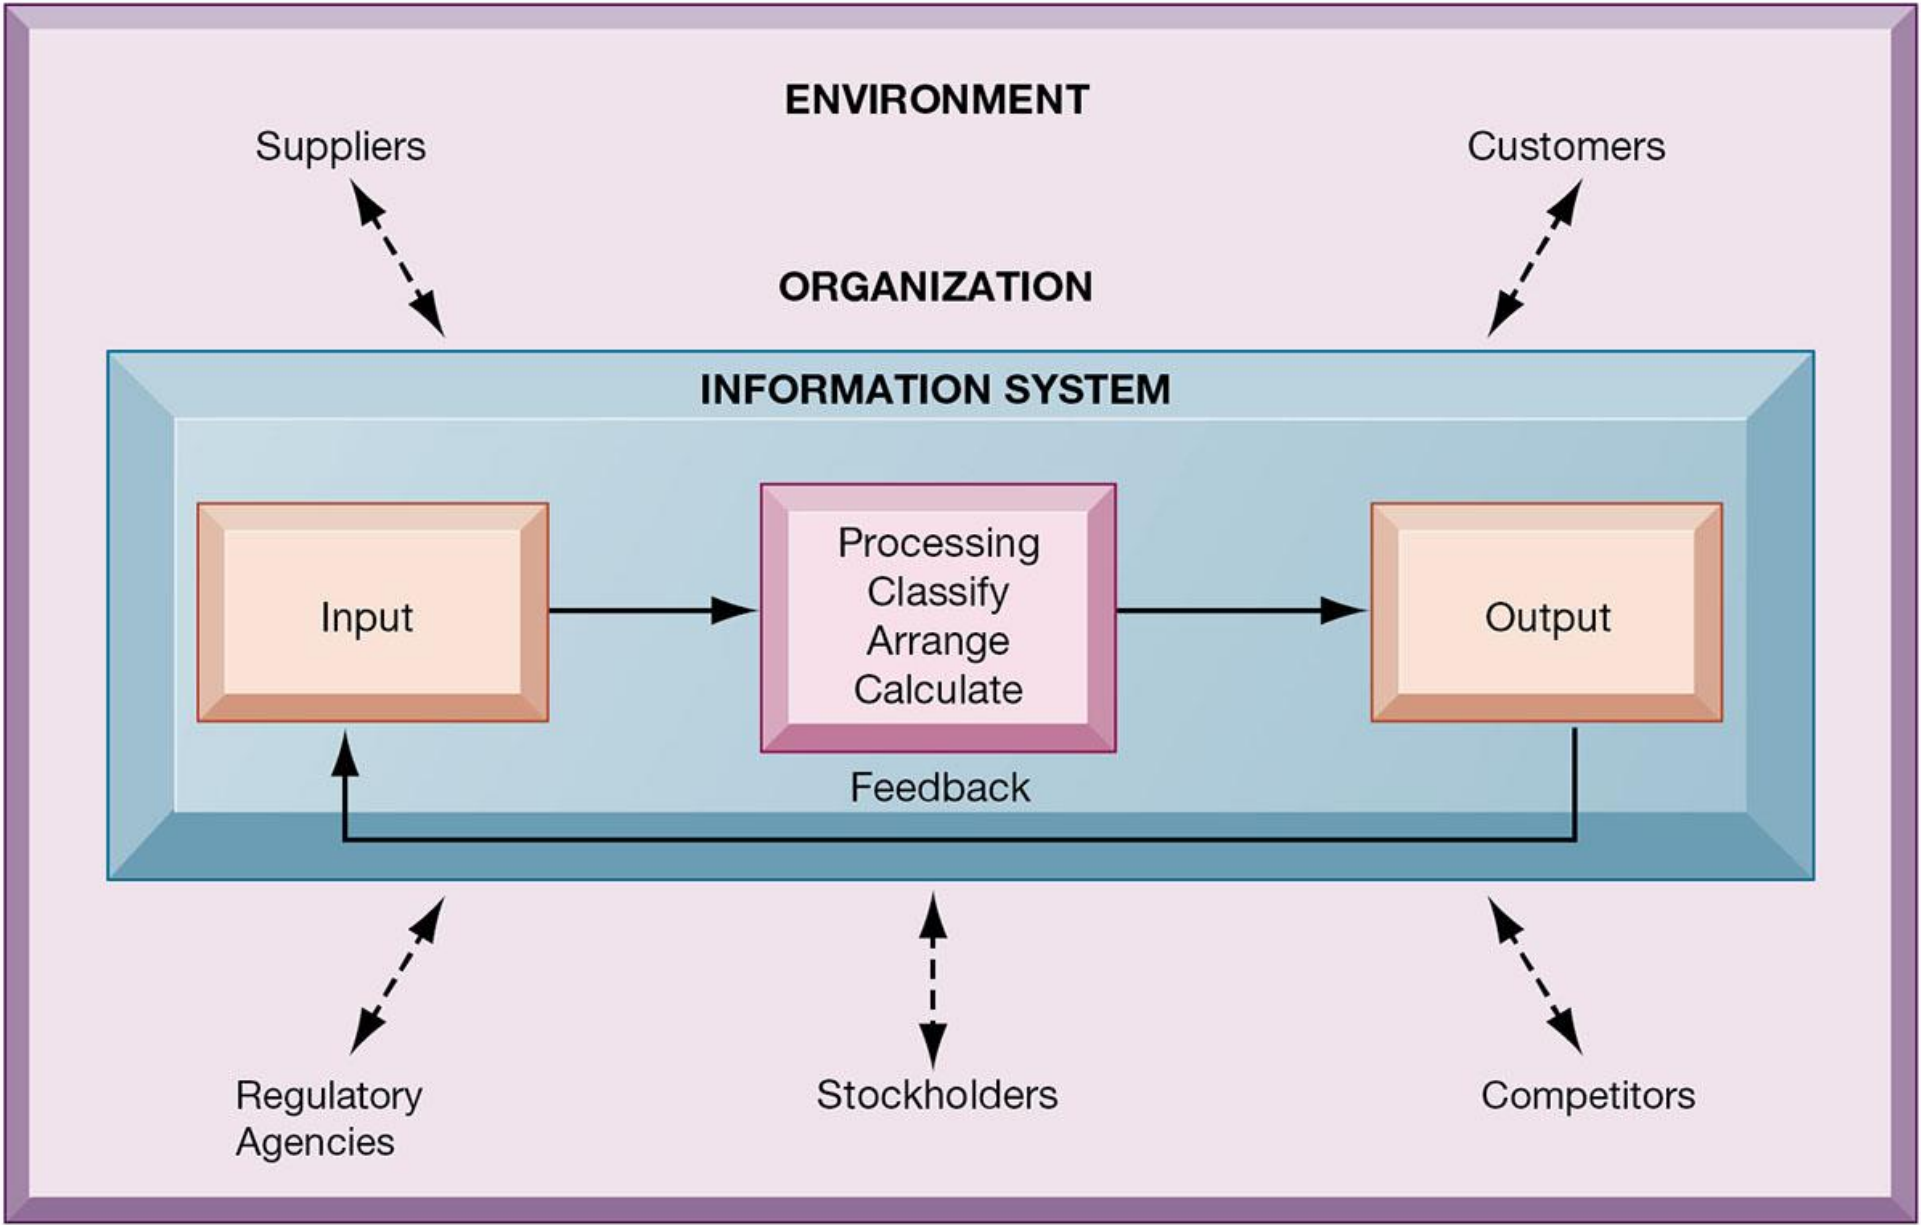 ENVIRONMENT
Suppliers
Customers
ORGANIZATION
INFORMATION SYSTEM
Input
Processing
Classify
Arrange
Calculate
Output
Feedback
Regulatory
Agencies
Stockholders
Competitors